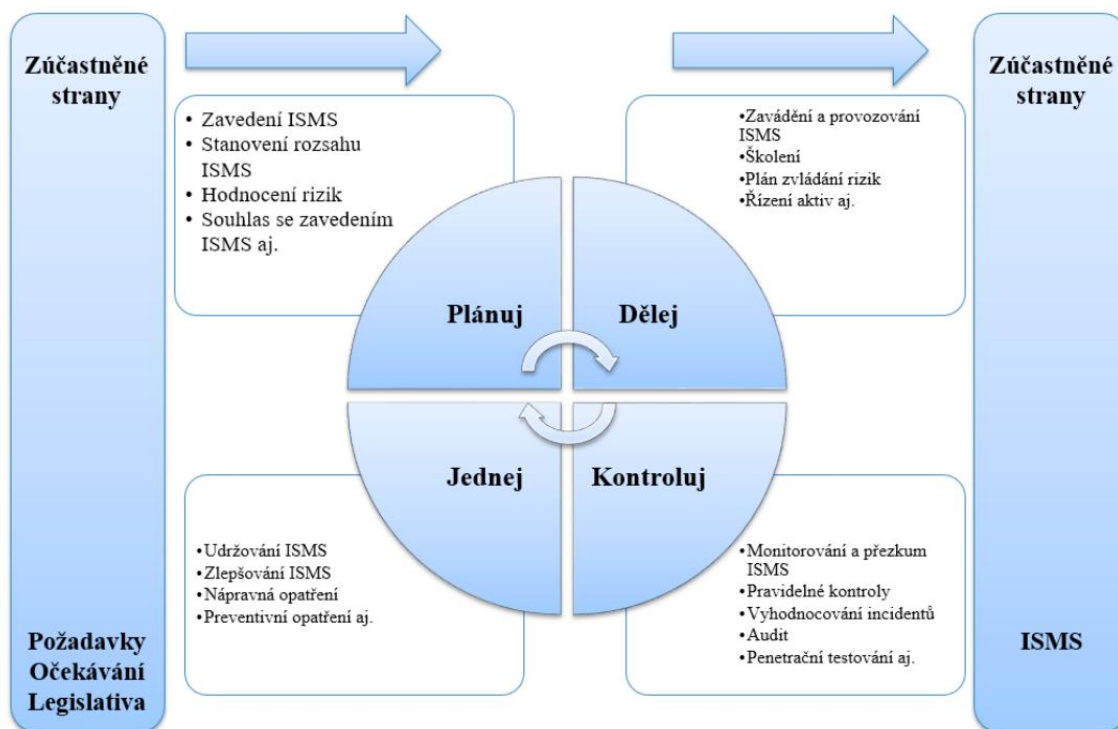 Zúčastněné
strany
Požadavky
Očekávání
Legislativa
• Zavedení ISMS
• Stanovení rozsahu
ISMS
• Hodnocení rizik
• Souhlas se zavedením
ISMS aj.
•Zavádění a provozování
ISMS
•Školení
•Plán zvládání rizik
•Řízení aktiv aj.
Plánuj
Dělej
Jednej
Kontroluj
•Udržování ISMS
•Zlepšování ISMS
•Nápravná opatření
•Preventivní opatření aj.
•Monitorování a přezkum
ISMS
•Pravidelné kontroly
•Vyhodnocování incidentů
•Audit
•Penetrační testování aj.
Zúčastněné
strany
ISMS